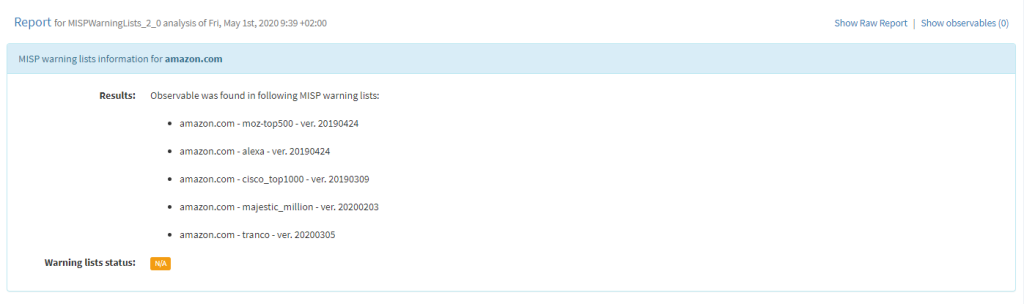 Report for MISPWarningLists_2_0 analysis of Fri, May 1st, 2020 9:39 +02:00 Show Raw Report | Show observables (0)
MISP warning lists information for amazon.com
Results: Observable was found in following MISP warning lists:
• amazon.com - moz-top500 - ver. 20190424
• amazon.com - alexa - ver. 20190424
• amazon.com - cisco_top1000 - ver. 20190309
• amazon.com - majestic_million - ver. 20200203
• amazon.com - tranco - ver. 20200305
Warning lists status: N/A